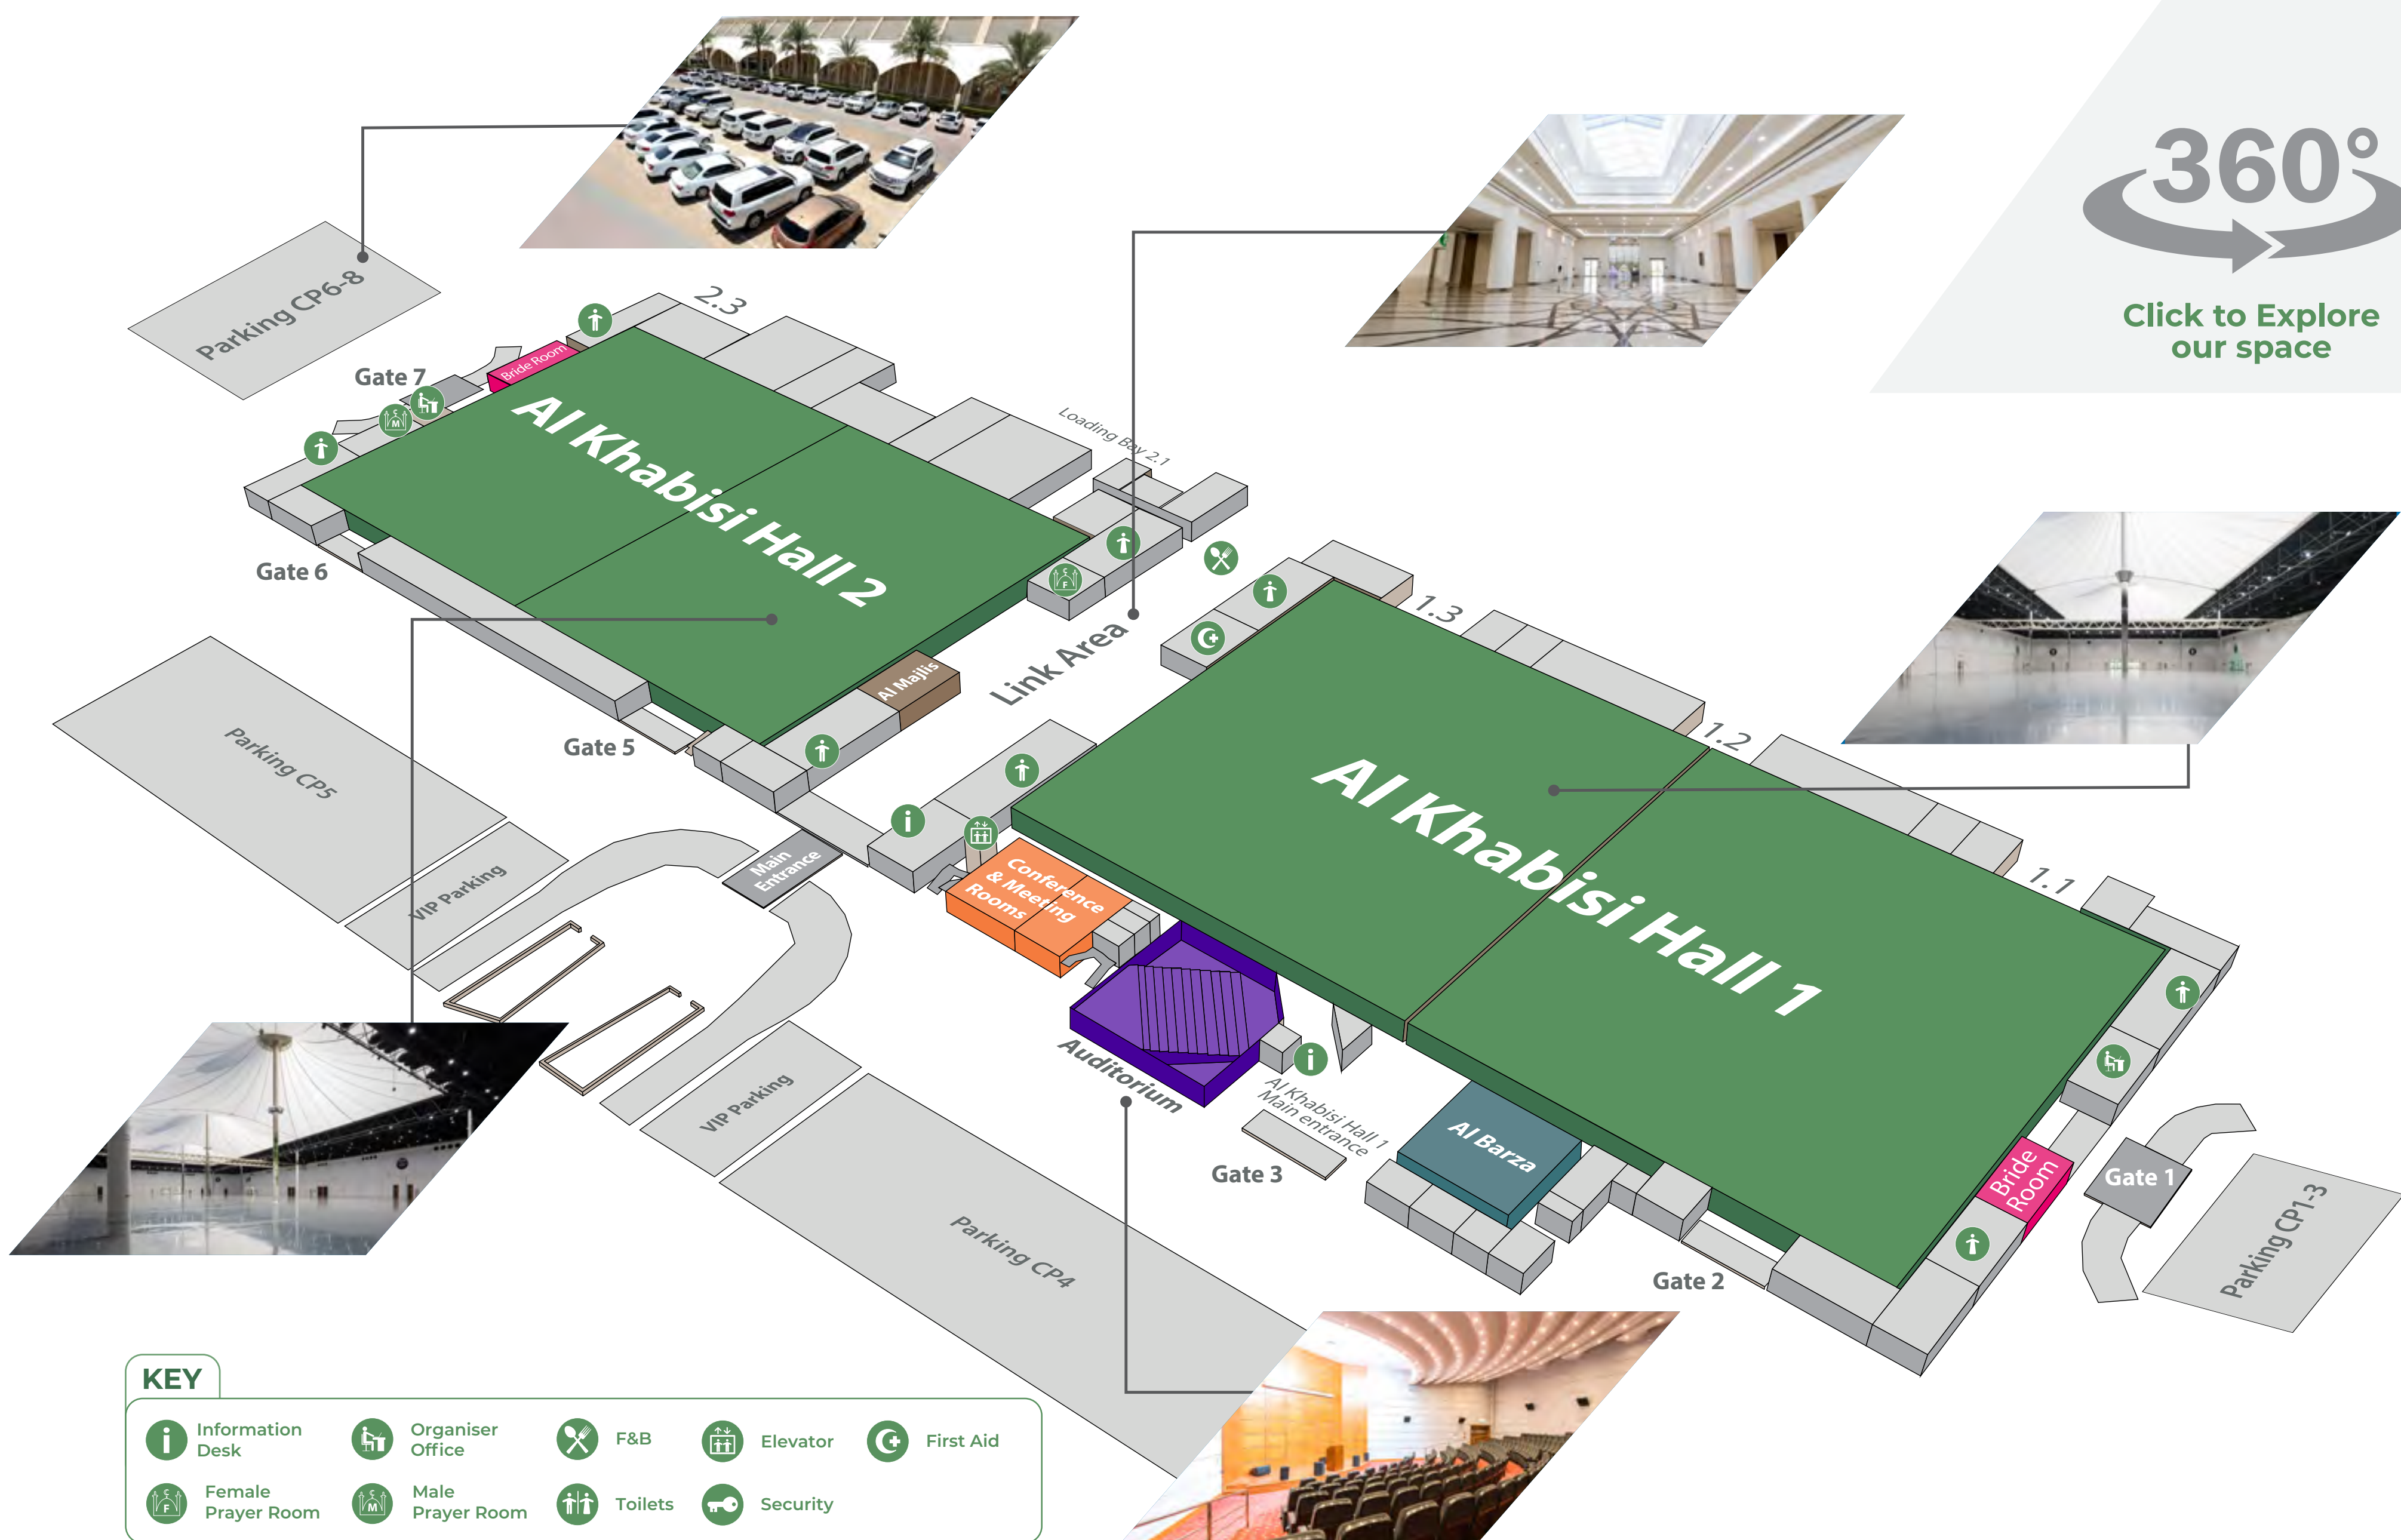 360°
Click to Explore
our space
Parking CP6-8
2.3
Gate 7
Bride Room
M
Al Khabisi Hall 2
Loading Bay 2.1
F
Gate 6
Link Area
1.3
Al Majlis
Gate 5
1.2
Parking CP5
Al Khabisi Hall 1
i
Main
Entrance
Conference
& Meeting
Rooms
VIP Parking
1.1
Auditorium
i
Al Khabisi Hall 1
Main entrance
Gate 3
VIP Parking
Al Barza
Bride
Room
Gate 1
Parking CP1-3
Parking CP4
Gate 2
KEY
i
Information
Desk
Organiser
Office
F&B
Elevator
First Aid
F
Female
Prayer Room
M
Male
Prayer Room
Toilets
Security